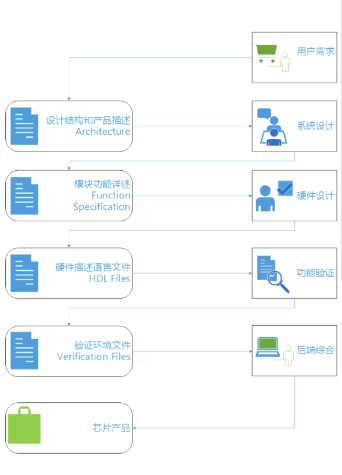 用户需求
设计结构和产品描述
Architecture
系统设计
模块功能详述
Function
Specification
硬件设计
硬件描述语言文件
HDL Files
功能验证
验证环境文件
Verification Files
后端综合
芯片产品